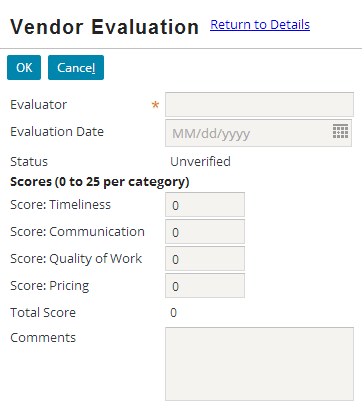 Vendor Evaluation Return to Details
OK Cancel
Evaluator *
Evaluation Date MM/dd/yyyy
Status Unverified
Scores (0 to 25 per category)
Score: Timeliness 0
Score: Communication 0
Score: Quality of Work 0
Score: Pricing 0
Total Score 0
Comments